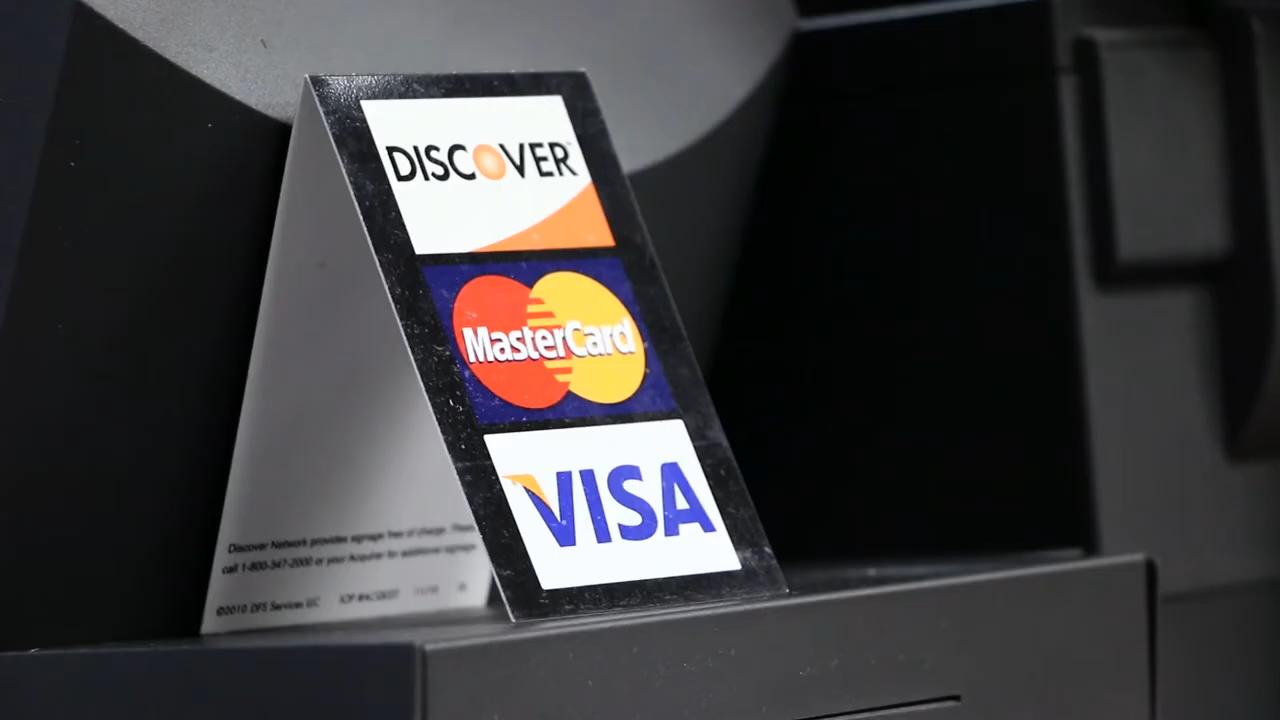 DISCOVER
MasterCard
VISA
Discover Network provides signage free of charge. Please
call 1-800-347-2000 or your Acquirer for additional signage.
©2010 DFS Services LLC